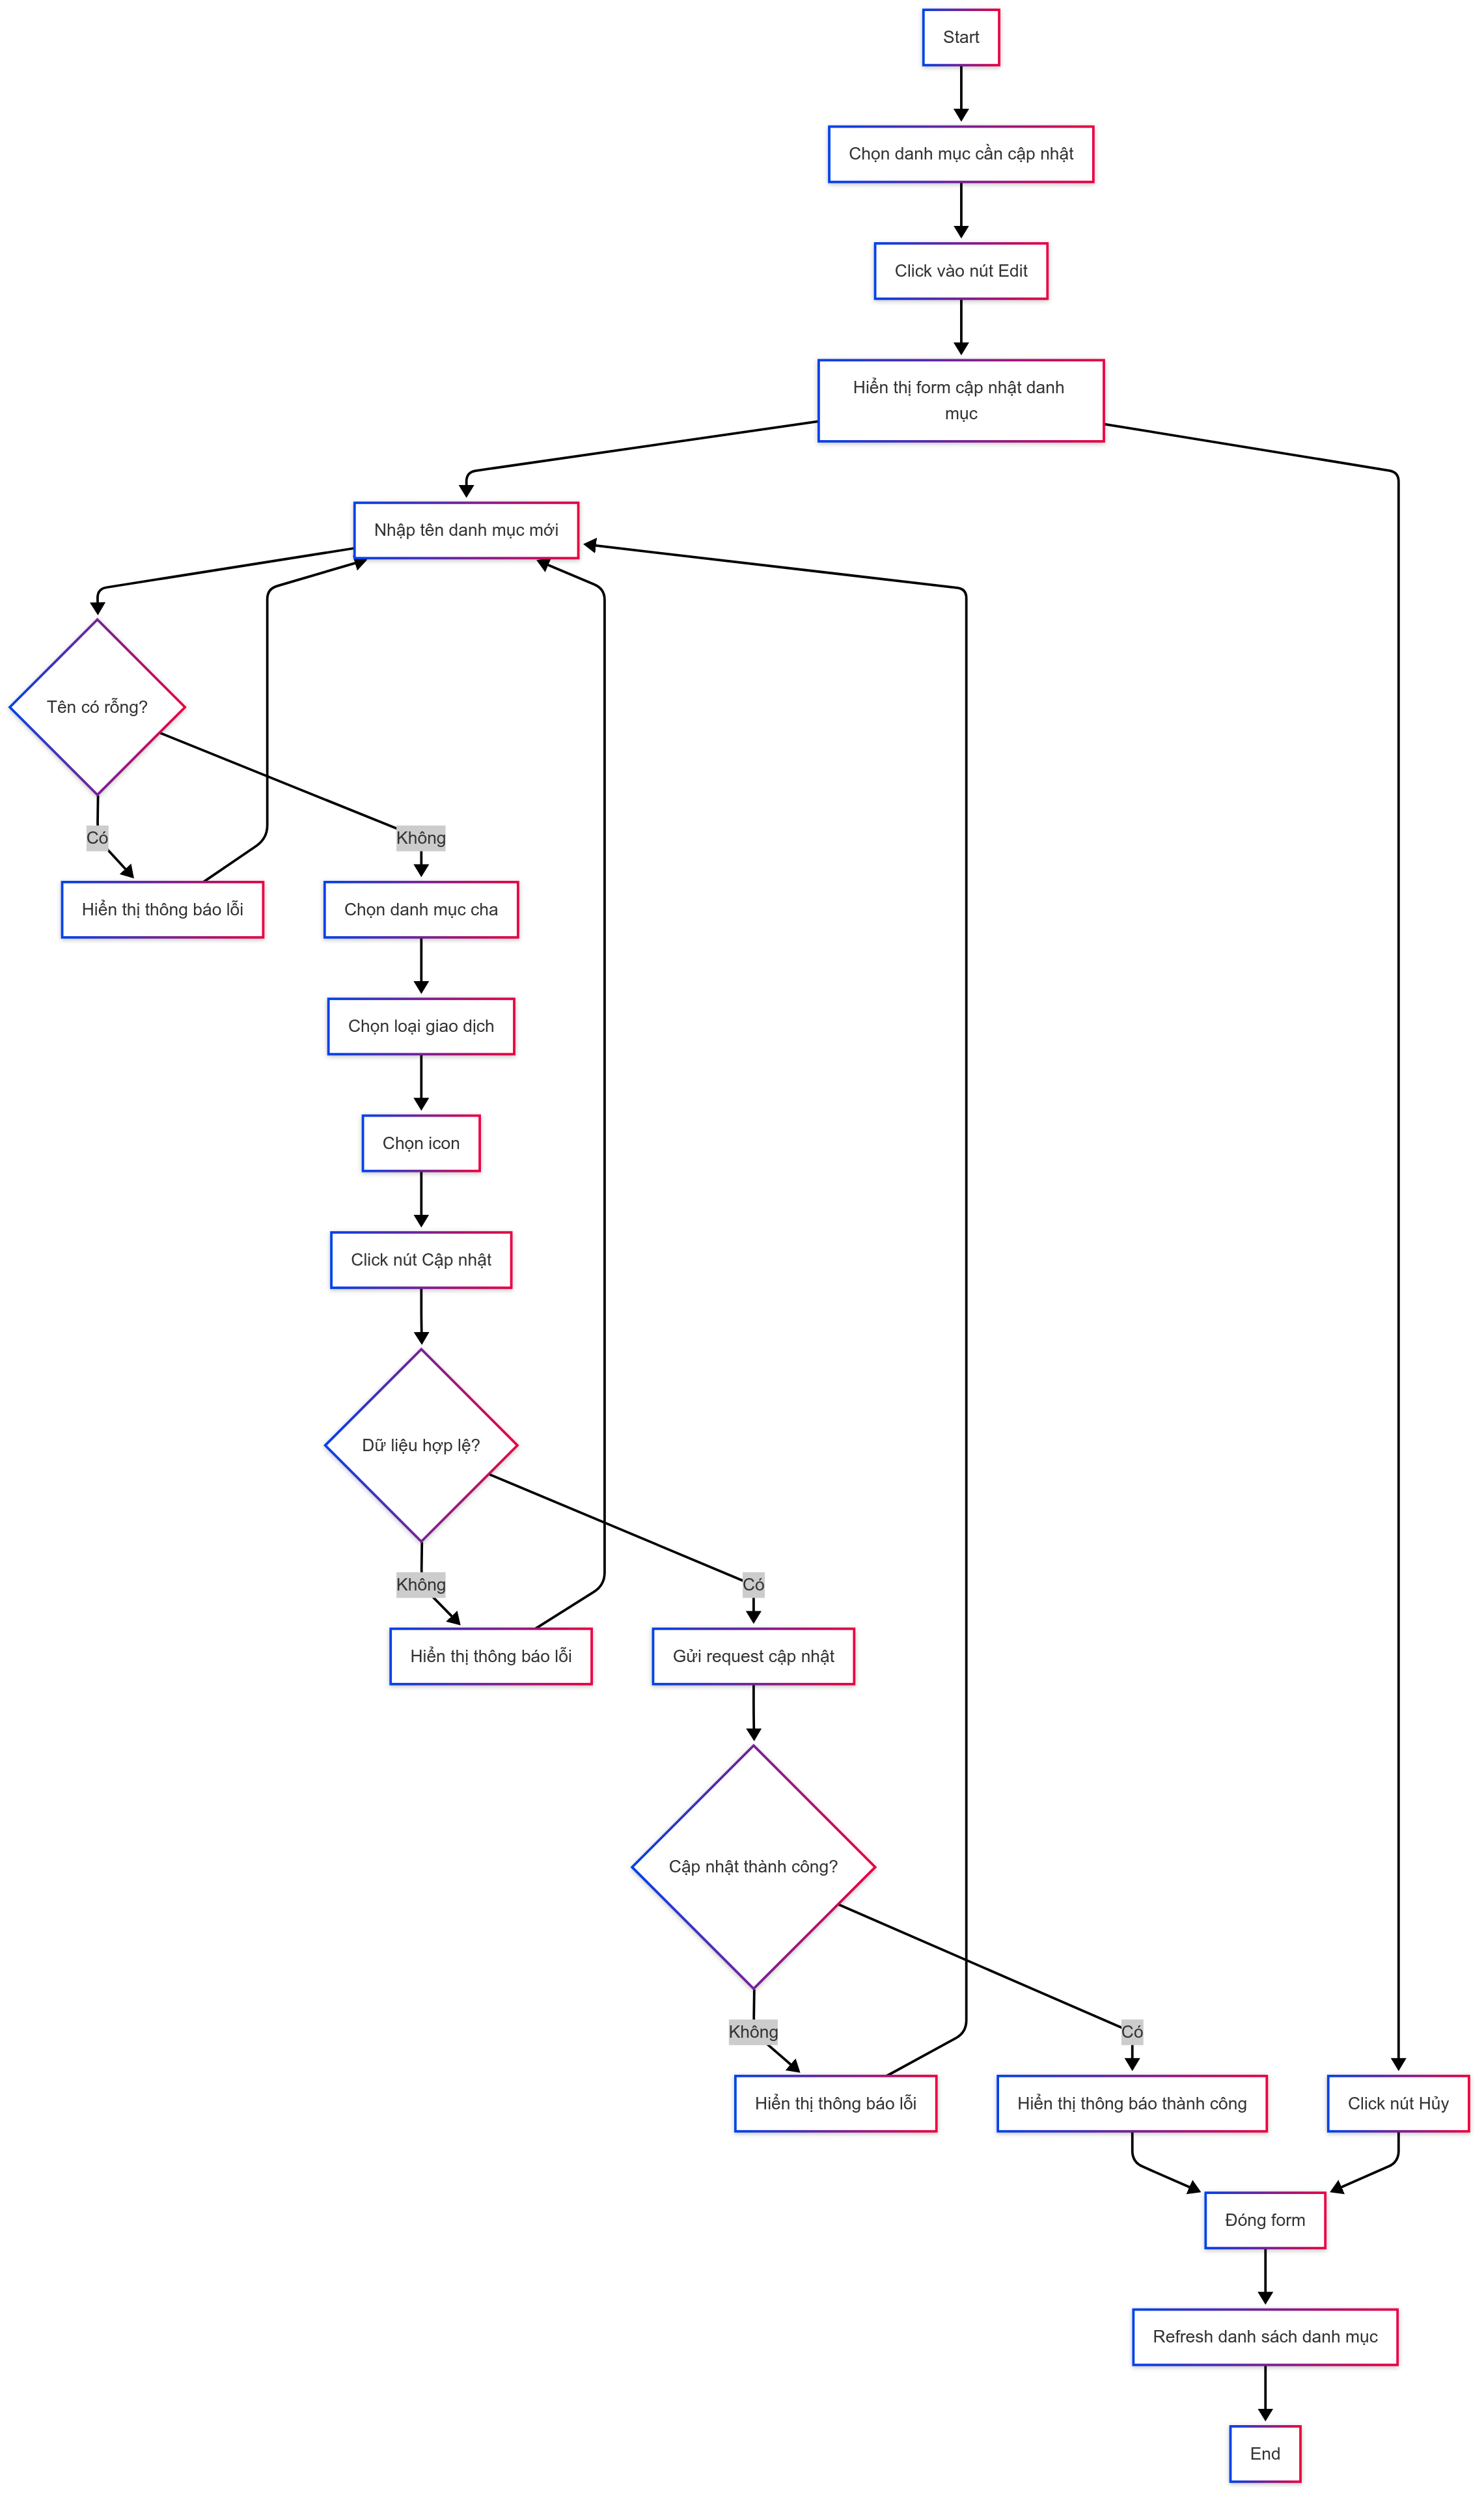 Start
Chọn danh mục cần cập nhật
Click vào nút Edit
Hiển thị form cập nhật danh
mục
Nhập tên danh mục mới
Tên có rỗng?
Có
Không
Hiển thị thông báo lỗi
Chọn danh mục cha
Chọn loại giao dịch
Chọn icon
Click nút Cập nhật
Dữ liệu hợp lệ?
Không
Có
Hiển thị thông báo lỗi
Gửi request cập nhật
Cập nhật thành công?
Không
Có
Hiển thị thông báo lỗi
Hiển thị thông báo thành công
Click nút Hủy
Đóng form
Refresh danh sách danh mục
End